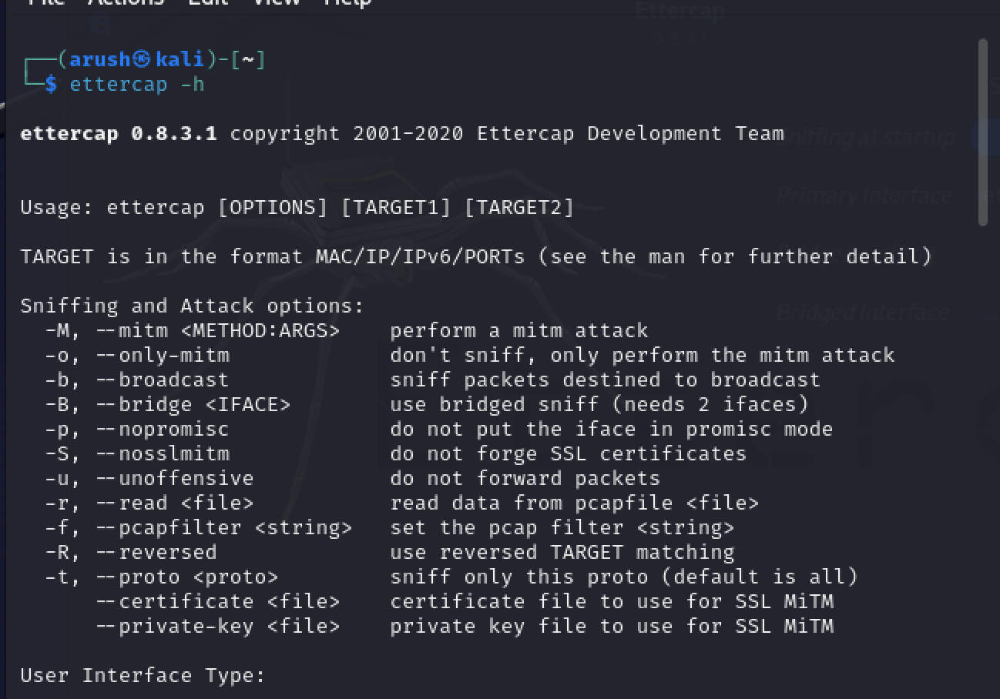 File Actions Edit View Help
Ettercap
(arush㉿kali)-[~]
$ ettercap -h
ettercap 0.8.3.1 copyright 2001-2020 Ettercap Development Team
Sniffing at startup
Usage: ettercap [OPTIONS] [TARGET1] [TARGET2]
Primary Interface
TARGET is in the format MAC/IP/IPv6/PORTs (see the man for further detail)
Sniffing and Attack options:
Bridged Interface
-M, --mitm <METHOD:ARGS> perform a mitm attack
-o, --only-mitm don't sniff, only perform the mitm attack
-b, --broadcast sniff packets destined to broadcast
-B, --bridge <IFACE> use bridged sniff (needs 2 ifaces)
-p, --nopromisc do not put the iface in promisc mode
-S, --nosslmitm do not forge SSL certificates
-u, --unoffensive do not forward packets
-r, --read <file> read data from pcapfile <file>
-f, --pcapfilter <string> set the pcap filter <string>
-R, --reversed use reversed TARGET matching
-t, --proto <proto> sniff only this proto (default is all)
--certificate <file> certificate file to use for SSL MiTM
--private-key <file> private key file to use for SSL MiTM
User Interface Type: